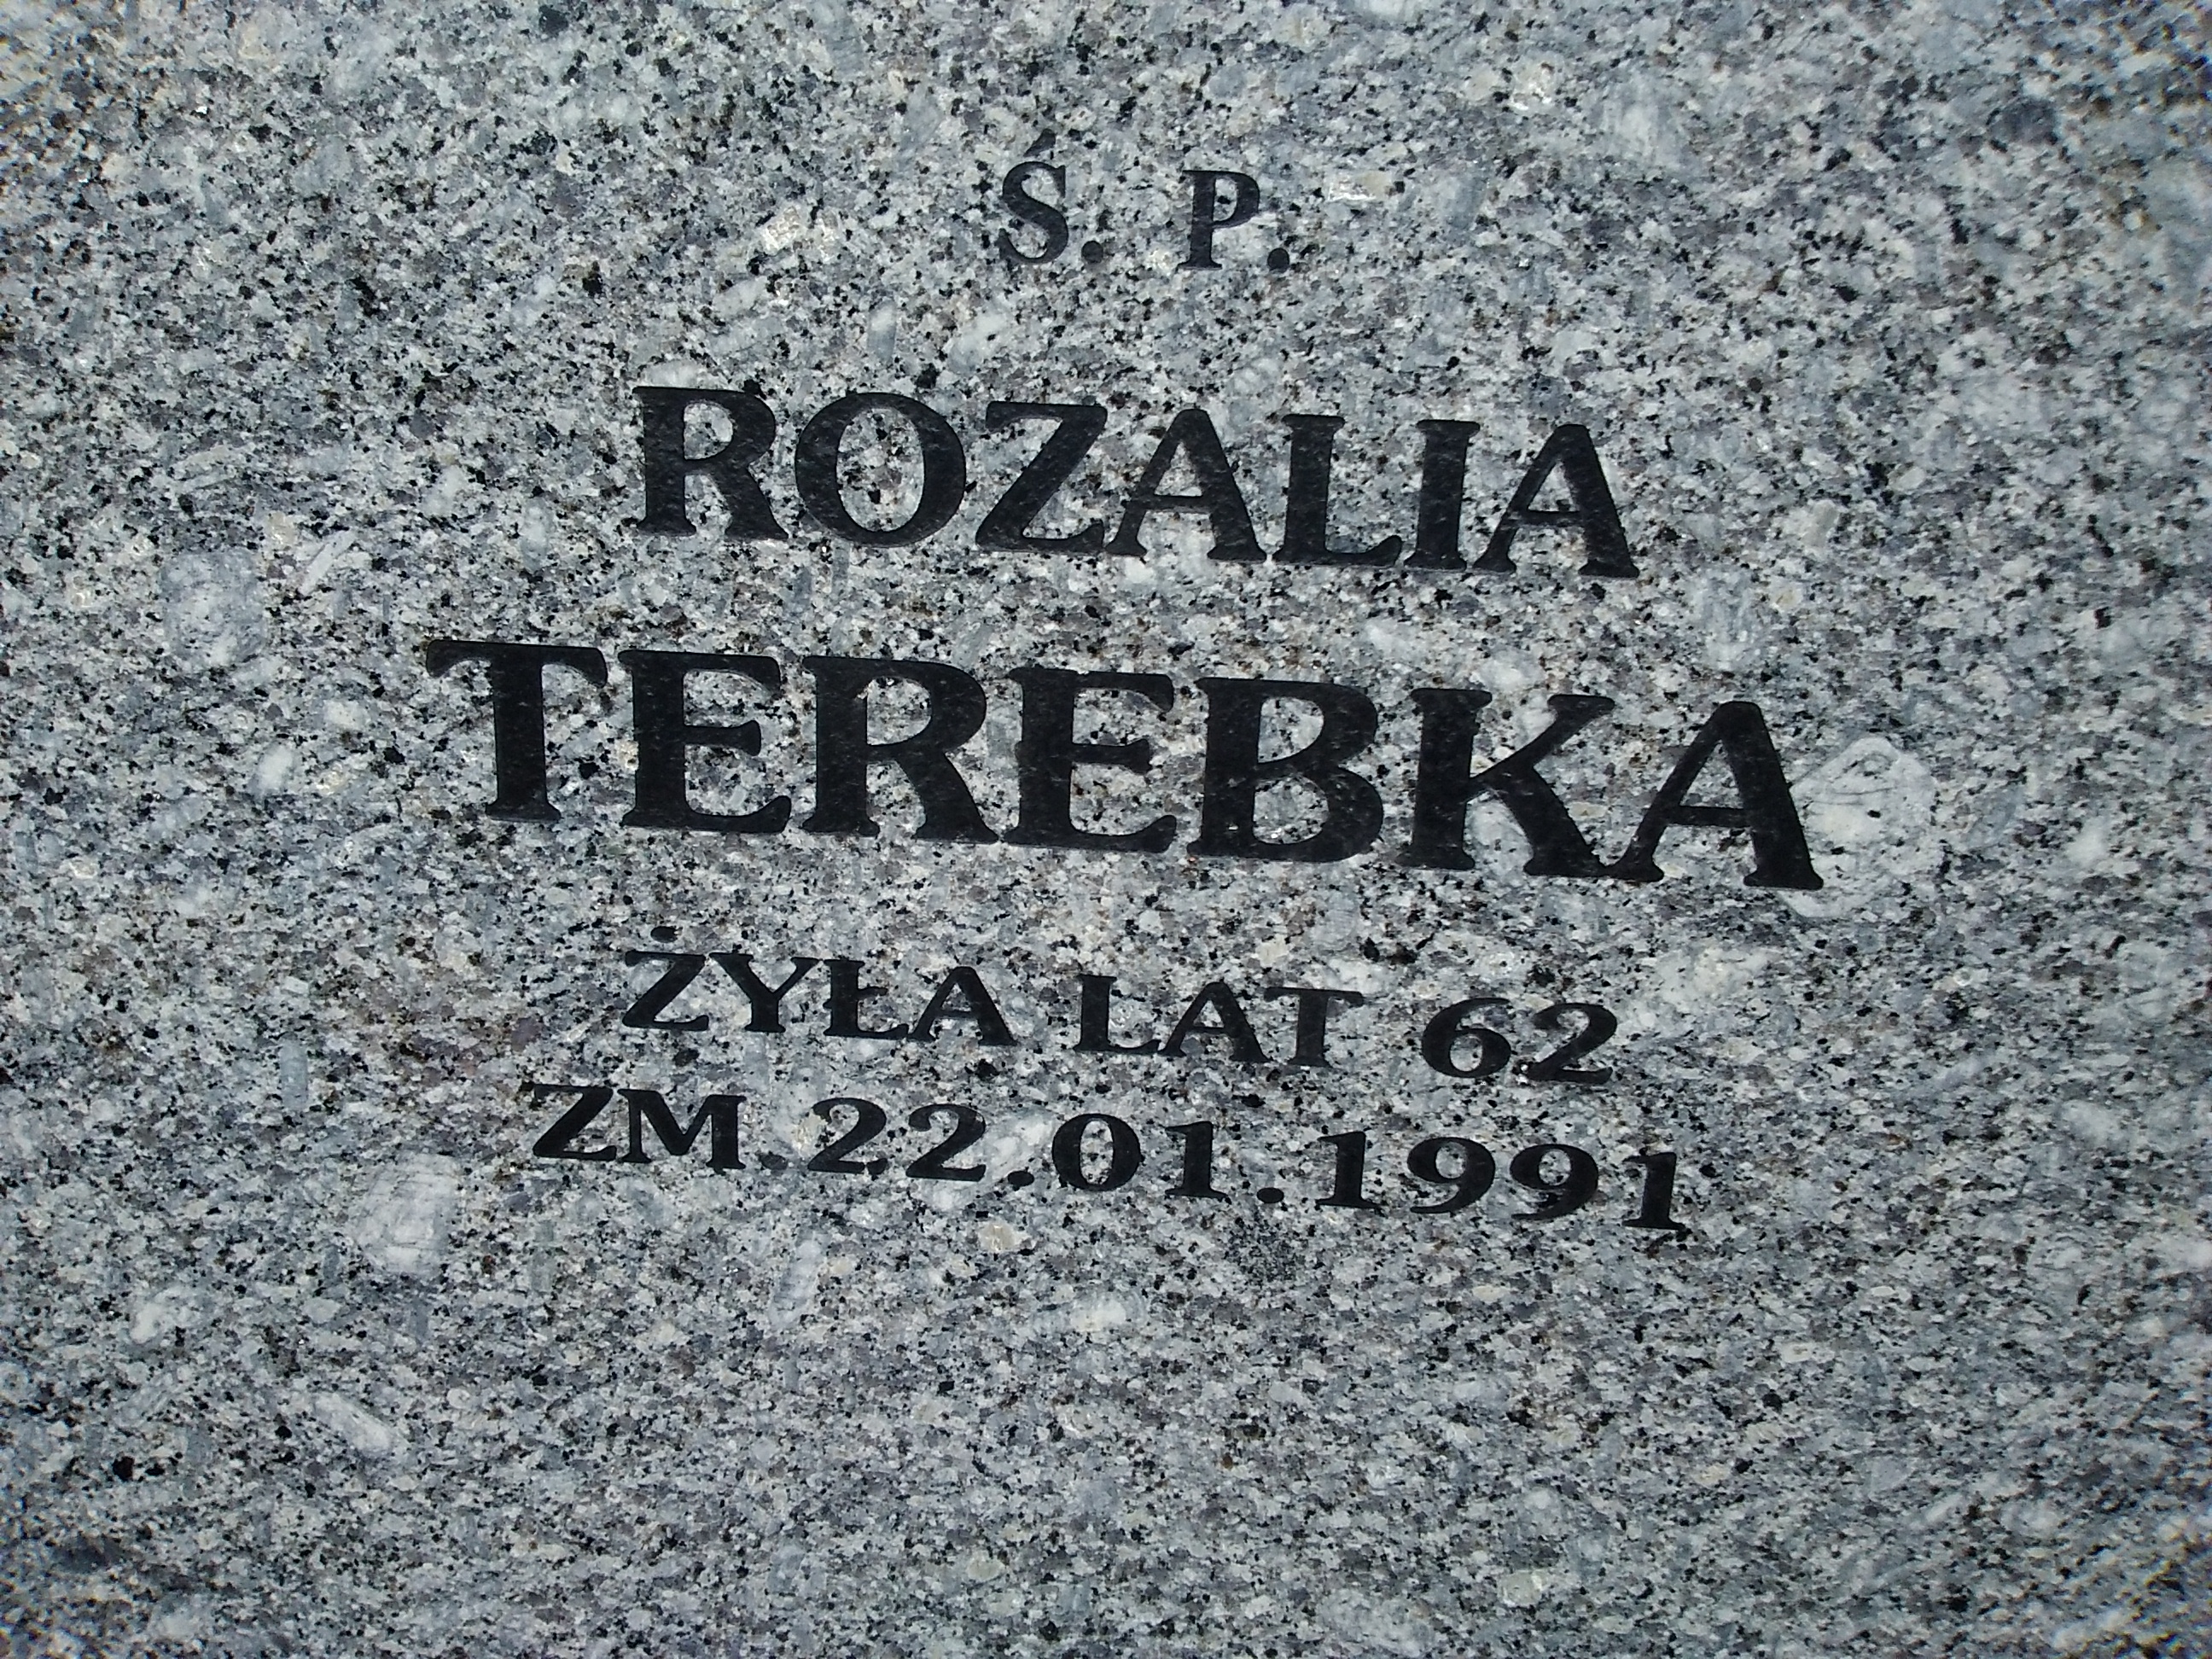 Ś. P.
ROZALIA
TEREBKA
ŻYŁA LAT 62
ZM.22.01.1991